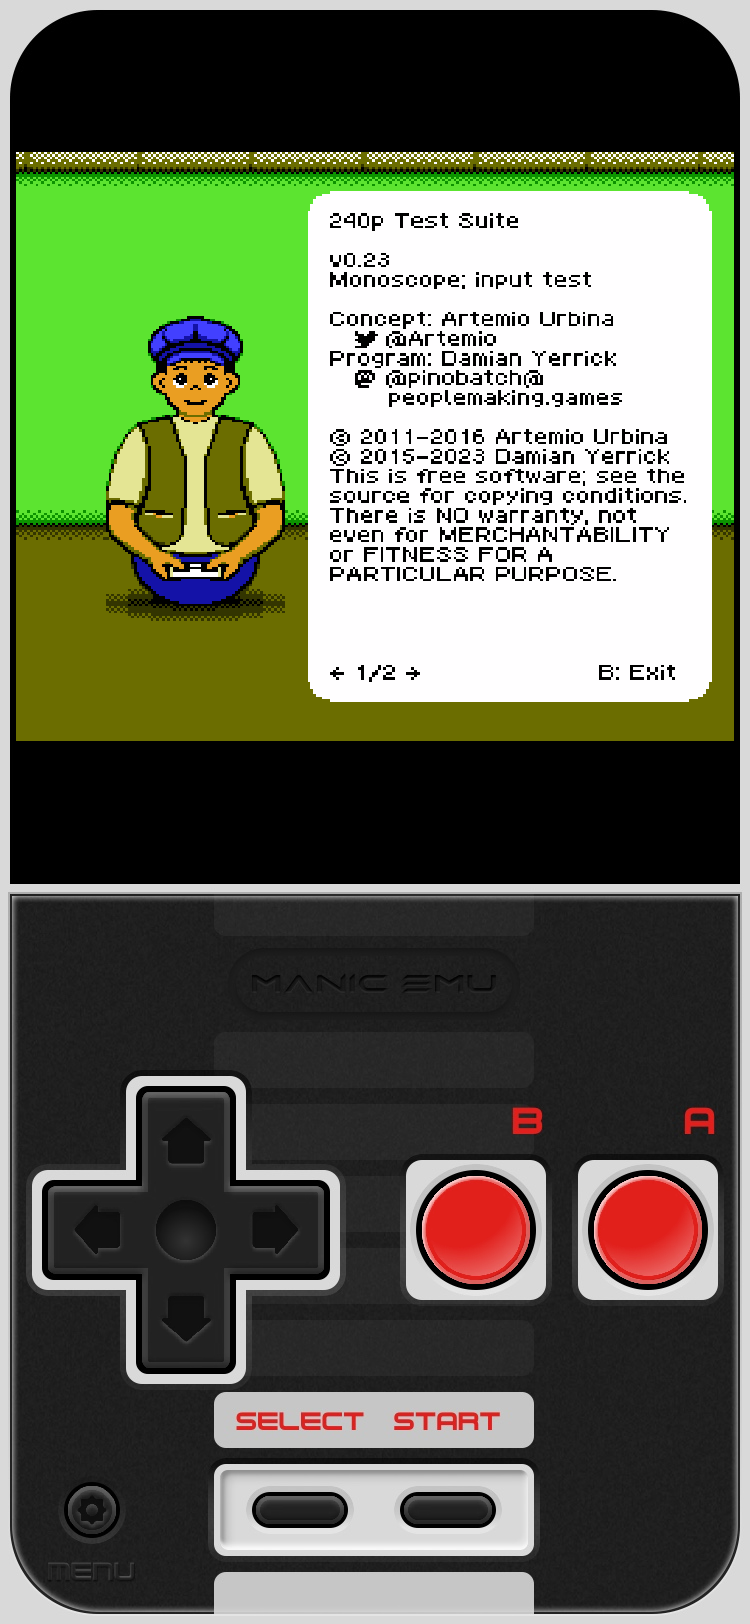 240p Test Suite
v0.23
Monoscope; input test
Concept: Artemio Urbina
@Artemio
Program: Damian Yerrick
@pinobatch@
peoplemaking.games
© 2011–2016 Artemio Urbina
© 2015–2023 Damian Yerrick
This is free software; see the
source for copying conditions.
There is NO warranty, not
even for MERCHANTABILITY
or FITNESS FOR A
PARTICULAR PURPOSE.
← 1/2 → B: Exit
MANIC EMU
B A
SELECT START
MENU